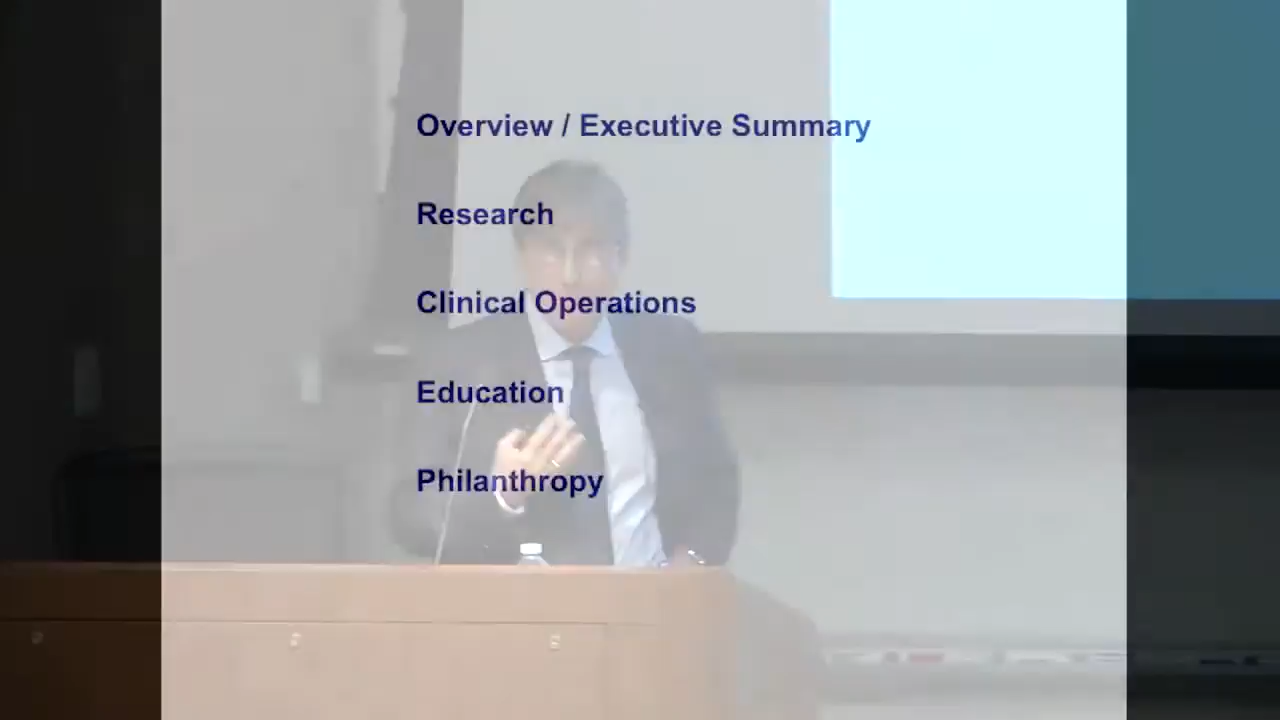 Overview / Executive Summary
Research
Clinical Operations
Education
Philanthropy